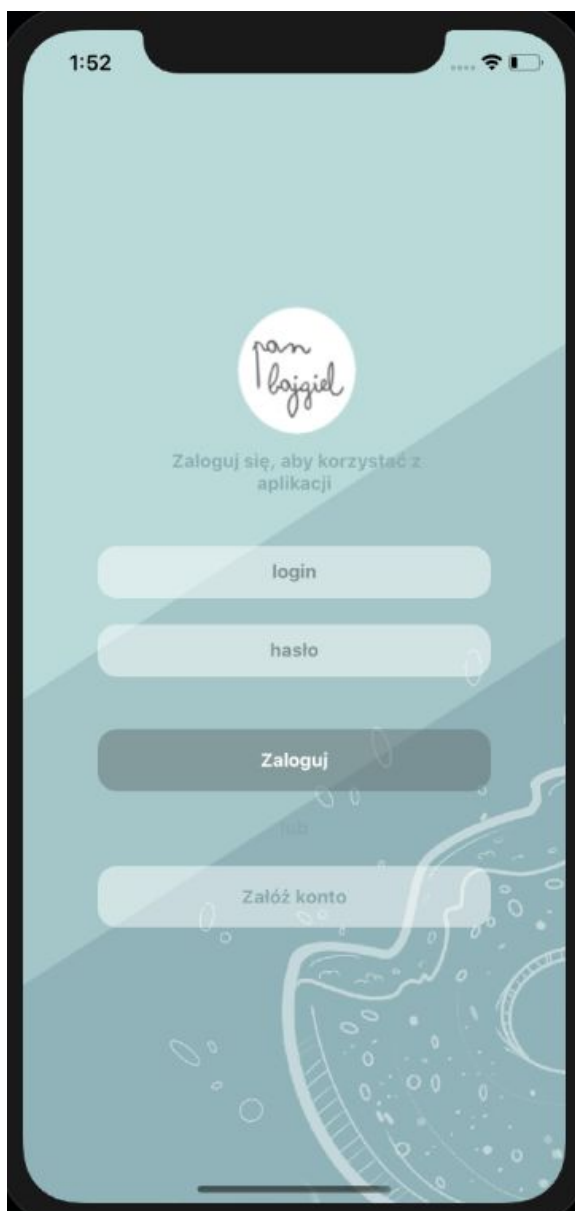 1:52
pan
bajgiel
Zaloguj się, aby korzystać z
aplikacji
login
hasło
Zaloguj
lub
Załóż konto